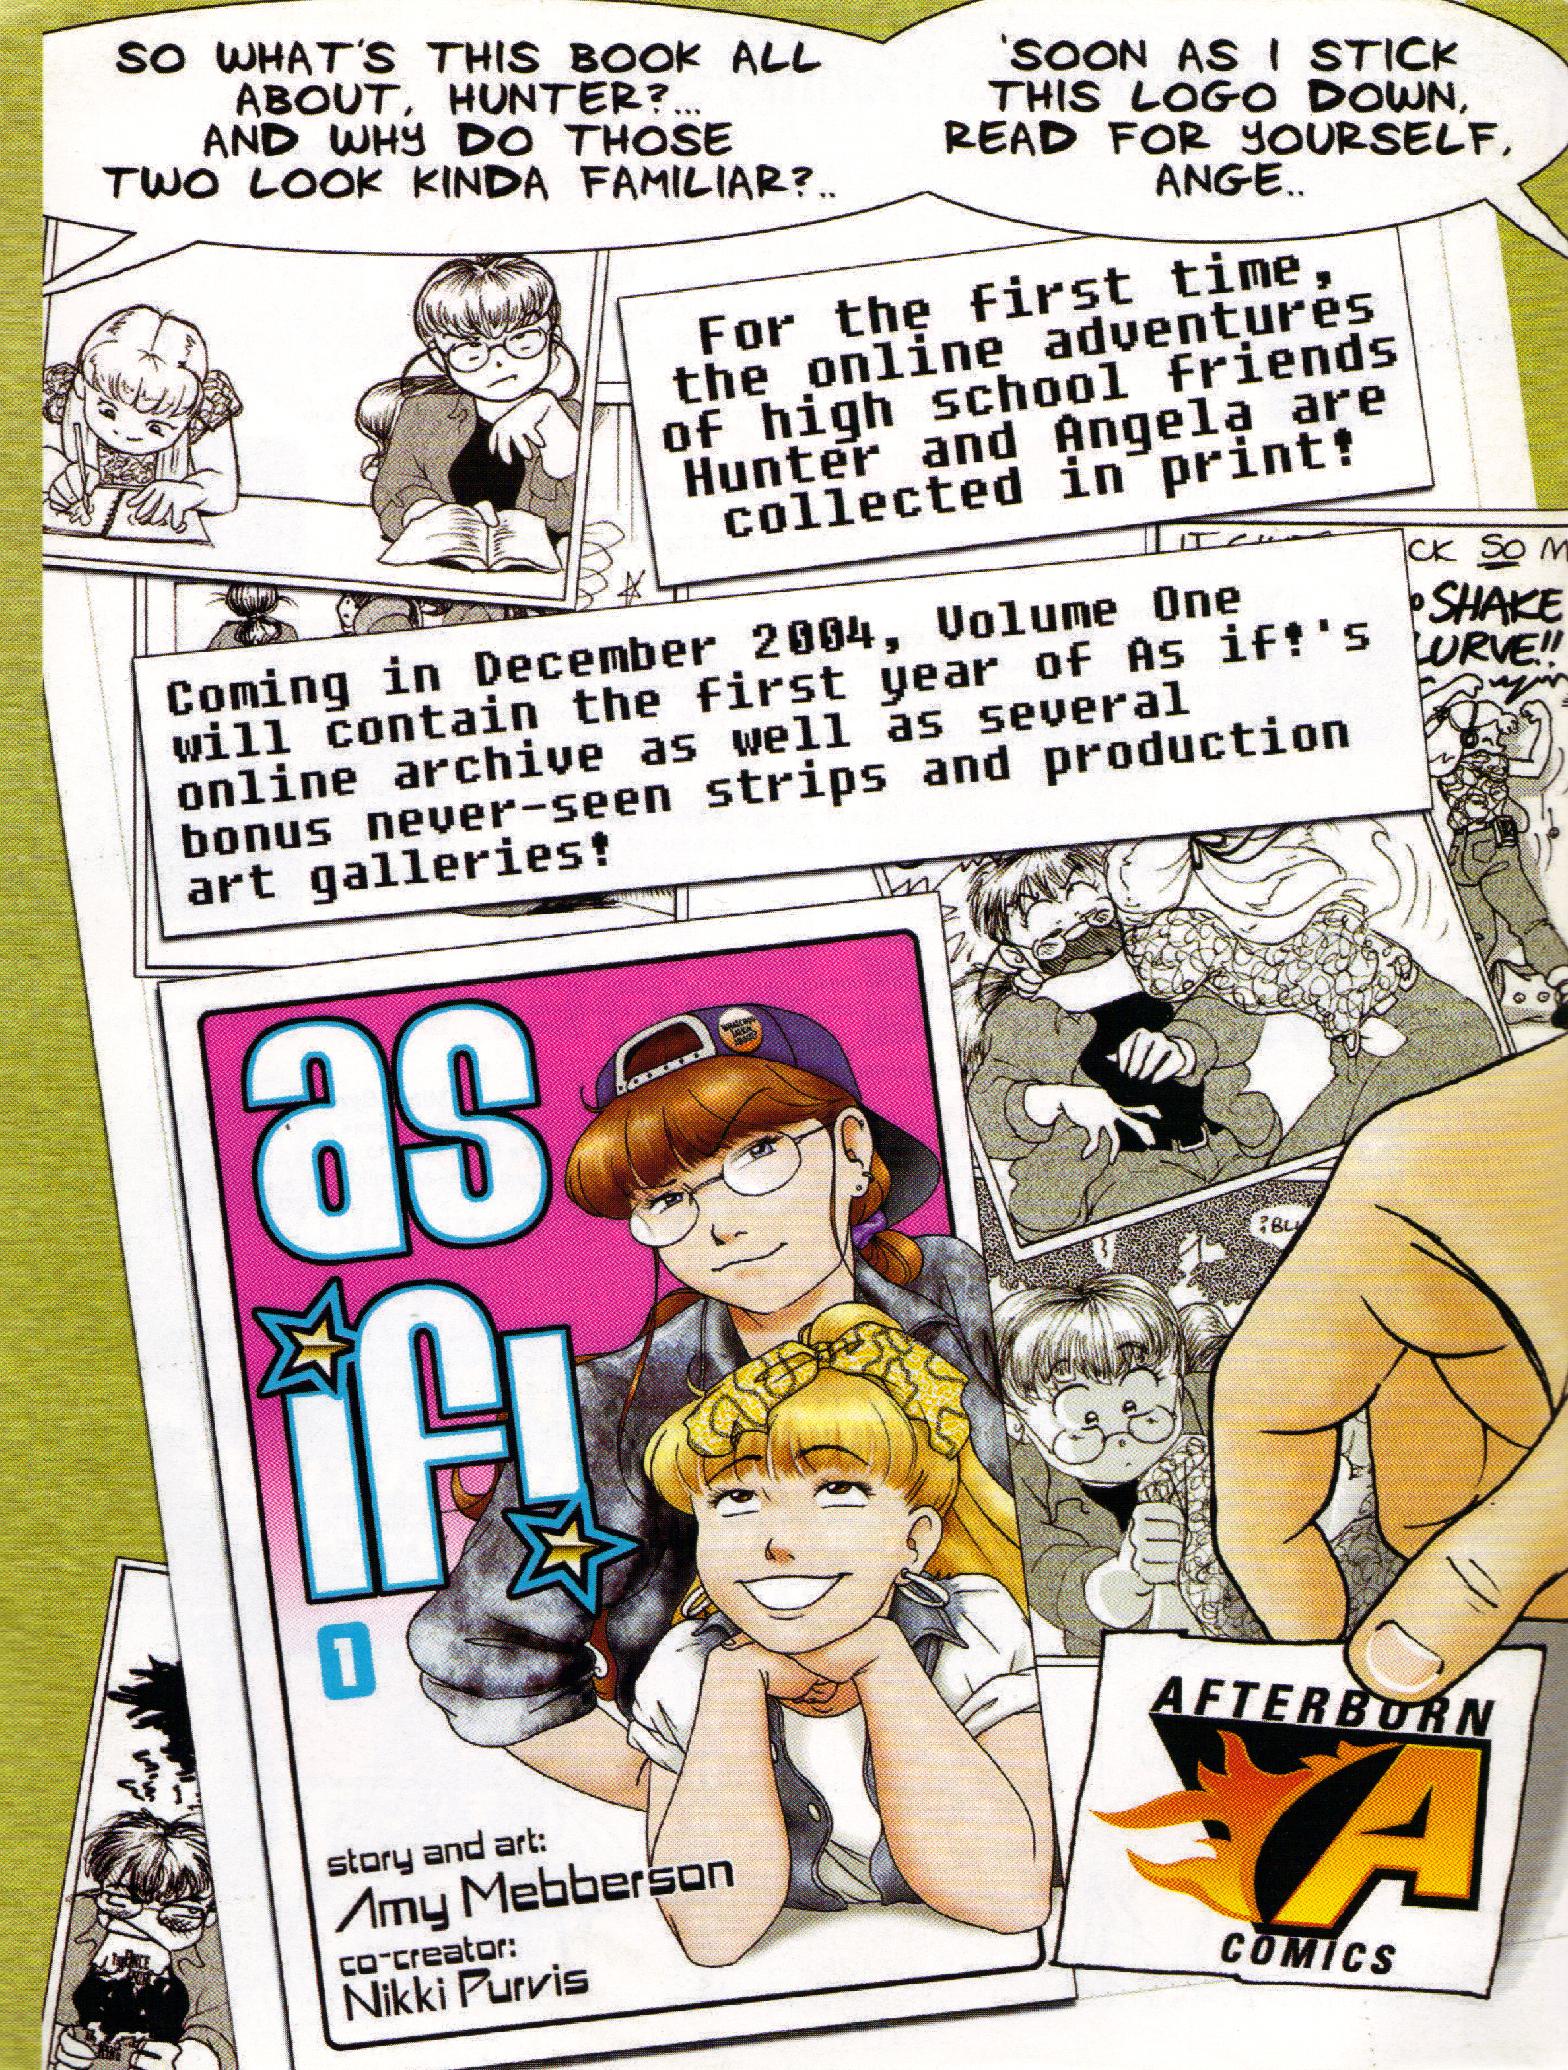 SO WHAT'S THIS BOOK ALL
ABOUT, HUNTER?...
AND WHY DO THOSE
TWO LOOK KINDA FAMILIAR?..
'SOON AS I STICK
THIS LOGO DOWN,
READ FOR YOURSELF,
ANGE..
For the first time,
the online adventures
of high school friends
Hunter and Angela are
collected in print!
CK SO M
SHAKE
LURVE!!
Coming in December 2004, Volume One
will contain the first year of As if!'s
online archive as well as several
bonus never-seen strips and production
art galleries!
as
if!
1
?BLU
story and art:
Amy Mebberson
co-creator:
Nikki Purvis
AFTERBORN
A
COMICS